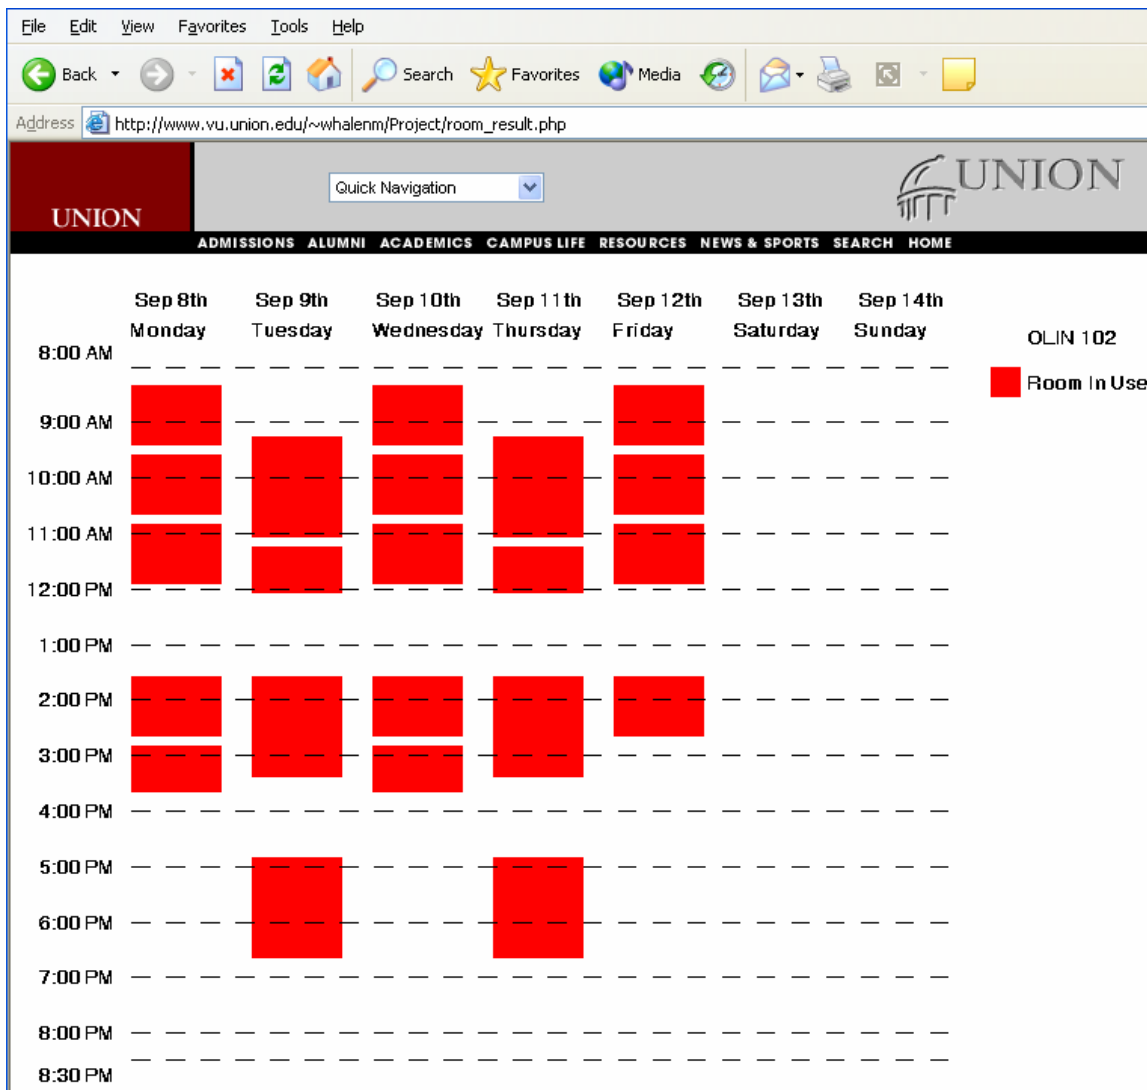 File Edit View Favorites Tools Help
Back Search Favorites Media
Address http://www.vu.union.edu/~whalenm/Project/room_result.php
UNION Quick Navigation UNION
ADMISSIONS ALUMNI ACADEMICS CAMPUS LIFE RESOURCES NEWS & SPORTS SEARCH HOME
Sep 8th Sep 9th Sep 10th Sep 11th Sep 12th Sep 13th Sep 14th
Monday Tuesday Wednesday Thursday Friday Saturday Sunday
OLIN 102
8:00 AM
Room In Use
9:00 AM
10:00 AM
11:00 AM
12:00 PM
1:00 PM
2:00 PM
3:00 PM
4:00 PM
5:00 PM
6:00 PM
7:00 PM
8:00 PM
8:30 PM